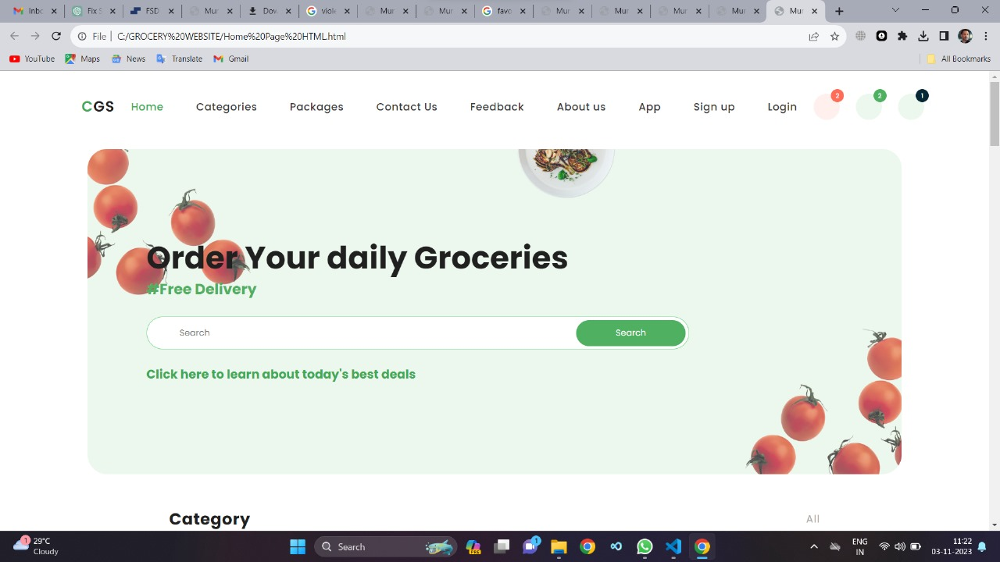 Inbo
Fix S
FSD
Mur
Dow
viole
Mur
Mur
favo
Mur
Mur
Mur
Mur
Mur
File C:/GROCERY%20WEBSITE/Home%20Page%20HTML.html
YouTube Maps News Translate Gmail All Bookmarks
CGS Home Categories Packages Contact Us Feedback About us App Sign up Login 2 2 1
Order Your daily Groceries
#Free Delivery
Search Search
Click here to learn about today's best deals
Category All
1 29°C
Cloudy
Search
PRE
1
ENG
IN
11:22
03-11-2023